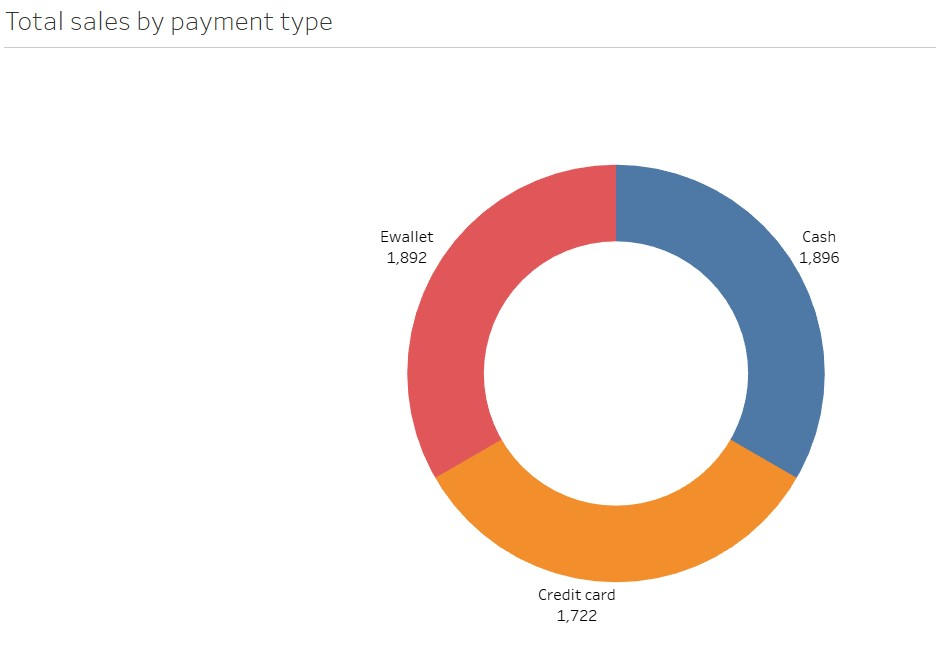 Total sales by payment type
Ewallet
1,892
Cash
1,896
Credit card
1,722